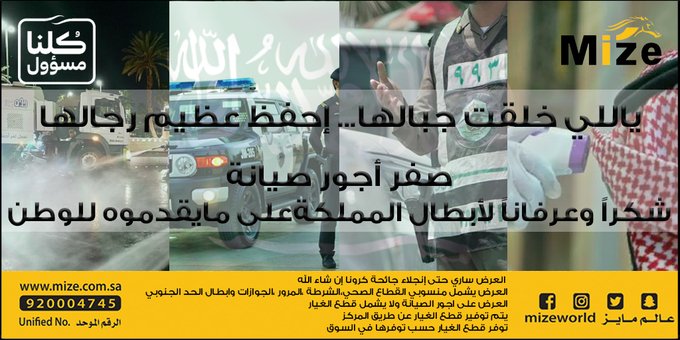 كلنا
مسؤول
Mize
٩٩٣
ياللي خلقت جبالها... إحفظ عظيم رجالها
صفر أجور صيانة
شكراً وعرفاناً لأبطال المملكة على مايقدموه للوطن
العرض ساري حتى إنجلاء جائحة كرونا إن شاء الله
العرض يشمل منسوبي القطاع الصحي،الشرطة ،المرور ،الجوازات وابطال الحد الجنوبي
العرض على اجور الصيانة ولا يشمل قطع الغيار
يتم توفير قطع الغيار عن طريق المركز
توفر قطع الغيار حسب توفرها في السوق
www.mize.com.sa
920004745
Unified No. الرقم الموحد
mizeworld عالم مايز